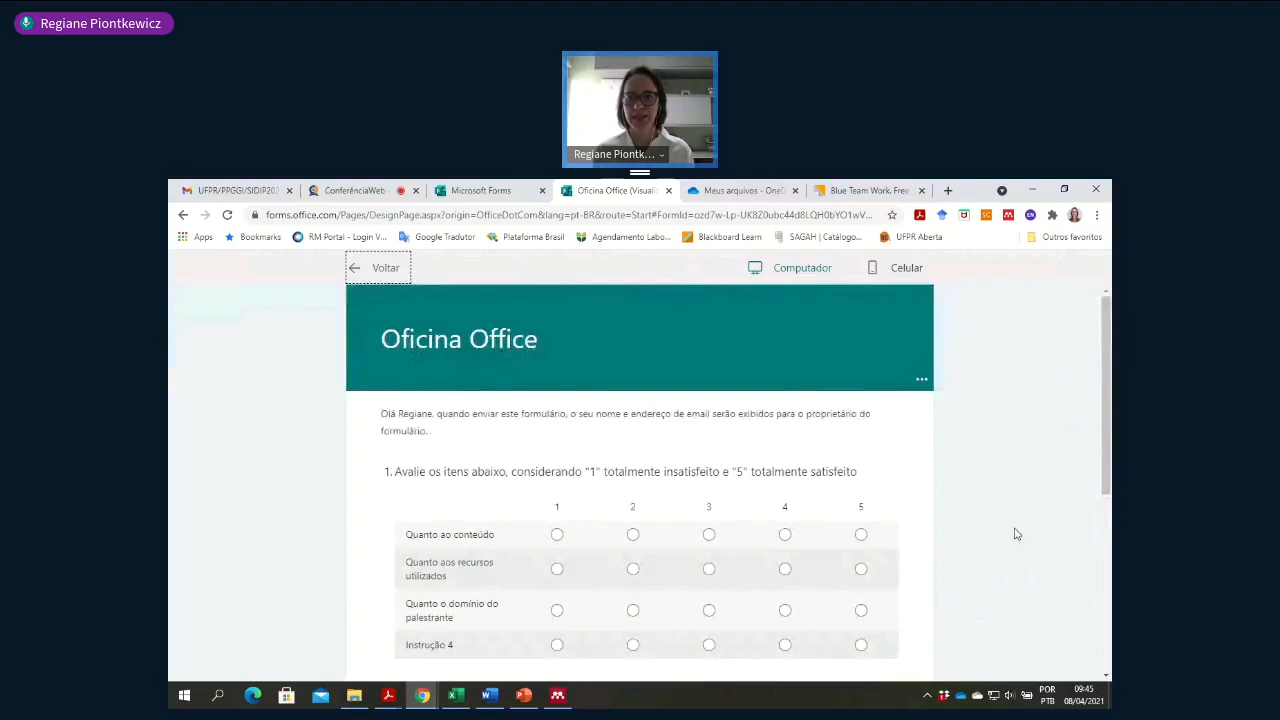 Regiane Piontkewicz
Regiane Piontk...
UFPR/PPGGI/SIDIP202
ConferênciaWeb -
Microsoft Forms
Oficina Office (Visuali
Meus arquivos - OneD
Blue Team Work. Free
forms.office.com/Pages/DesignPage.aspx?origin=OfficeDotCom&lang=pt-BR&route=Start#FormId=ozd7w-Lp-UK8Z0ubc44d8LQH0bYO1wV...
Apps
Bookmarks
RM Portal - Login V...
Google Tradutor
Plataforma Brasil
Agendamento Labo...
Blackboard Learn
SAGAH | Catálogo...
UFPR Aberta
Outros favoritos
Voltar
Computador
Celular
Oficina Office
...
Olá Regiane, quando enviar este formulário, o seu nome e endereço de email serão exibidos para o proprietário do
formulário.
1. Avalie os itens abaixo, considerando "1" totalmente insatisfeito e "5" totalmente satisfeito
1 2 3 4 5
Quanto ao conteúdo
Quanto aos recursos
utilizados
Quanto o domínio do
palestrante
Instrução 4
POR 09:45
PTB 08/04/2021